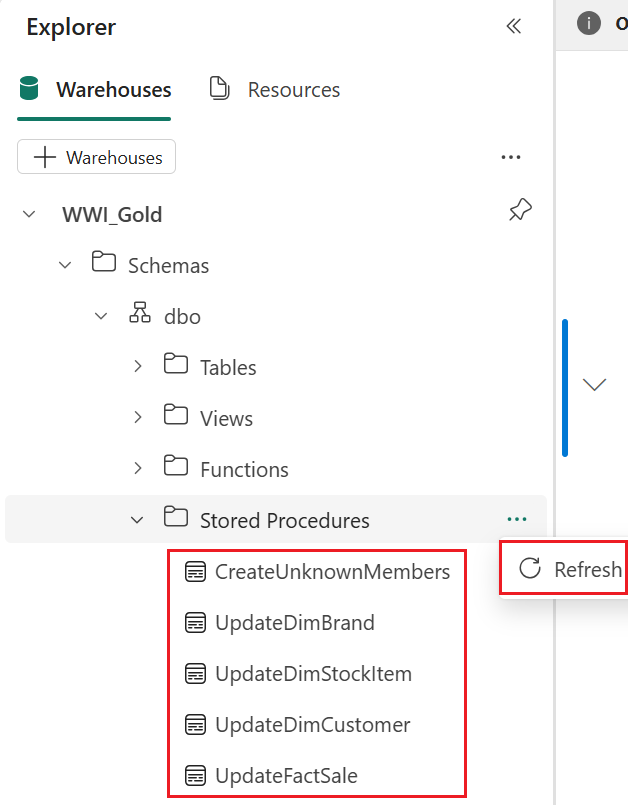 Explorer
O
Warehouses Resources
Warehouses
WWI_Gold
Schemas
dbo
Tables
Views
Functions
Stored Procedures
CreateUnknownMembers
Refresh
UpdateDimBrand
UpdateDimStockItem
UpdateDimCustomer
UpdateFactSale